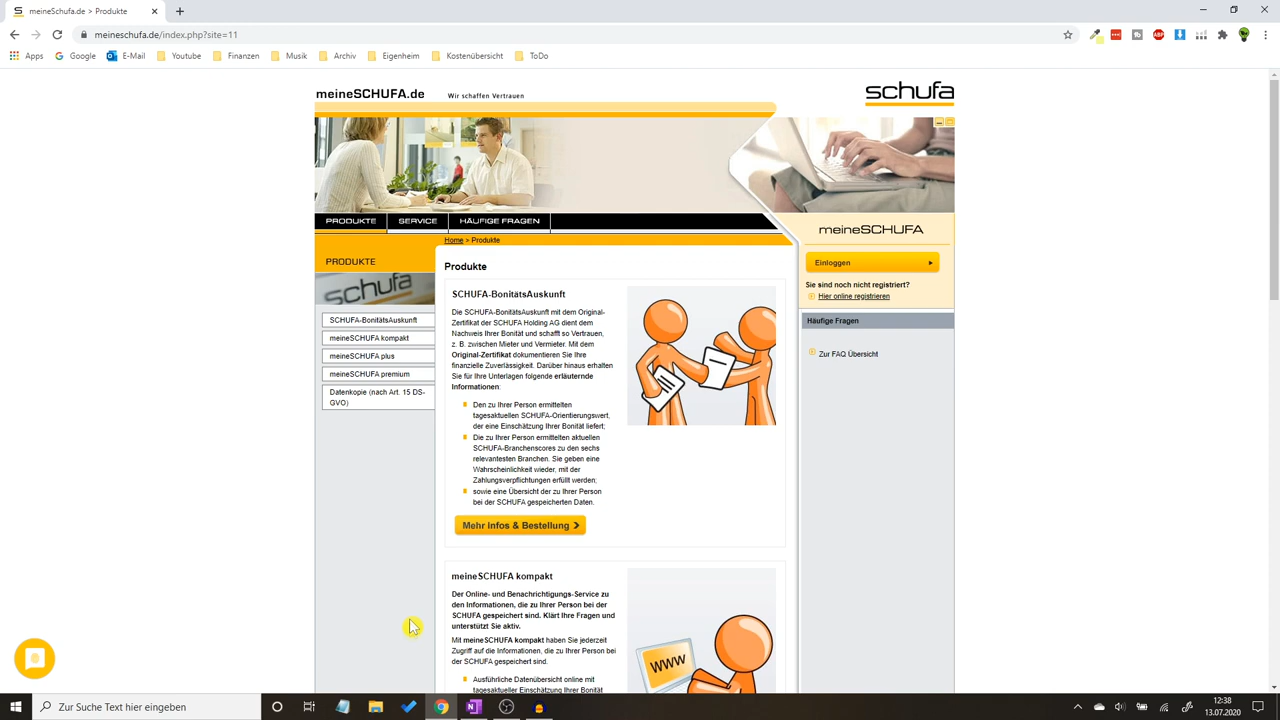 meineSchufa.de > Produkte
meineschufa.de/index.php?site=11
Apps Google E-Mail Youtube Finanzen Musik Archiv Eigenheim Kostenübersicht ToDo
meineSCHUFA.de Wir schaffen Vertrauen
schufa
PRODUKTE SERVICE HÄUFIGE FRAGEN
meineSCHUFA
Home > Produkte
PRODUKTE
schufa
SCHUFA-BonitätsAuskunft
meineSCHUFA kompakt
meineSCHUFA plus
meineSCHUFA premium
Datenkopie (nach Art. 15 DS-
GVO)
Produkte
SCHUFA-BonitätsAuskunft
Die SCHUFA-BonitätsAuskunft mit dem Original-
Zertifikat der SCHUFA Holding AG dient dem
Nachweis Ihrer Bonität und schafft so Vertrauen,
z. B. zwischen Mieter und Vermieter. Mit dem
Original-Zertifikat dokumentieren Sie Ihre
finanzielle Zuverlässigkeit. Darüber hinaus erhalten
Sie für Ihre Unterlagen folgende erläuternde
Informationen:
Den zu Ihrer Person ermittelten
tagesaktuellen SCHUFA-Orientierungswert,
der eine Einschätzung Ihrer Bonität liefert;
Die zu Ihrer Person ermittelten aktuellen
SCHUFA-Branchenscores zu den sechs
relevantesten Branchen. Sie geben eine
Wahrscheinlichkeit wieder, mit der
Zahlungsverpflichtungen erfüllt werden;
sowie eine Übersicht der zu Ihrer Person
bei der SCHUFA gespeicherten Daten.
Mehr Infos & Bestellung
meineSCHUFA kompakt
Der Online- und Benachrichtigungs-Service zu
den Informationen, die zu Ihrer Person bei der
SCHUFA gespeichert sind. Klärt Ihre Fragen und
unterstützt Sie aktiv.
Mit meineSCHUFA kompakt haben Sie jederzeit
Zugriff auf die Informationen, die zu Ihrer Person bei
der SCHUFA gespeichert sind.
Ausführliche Datenübersicht online mit
tagesaktueller Einschätzung Ihrer Bonität
WWW
Einloggen
Sie sind noch nicht registriert?
Hier online registrieren
Häufige Fragen
Zur FAQ Übersicht
Zur Suche Text hier eingeben
12:38
13.07.2020